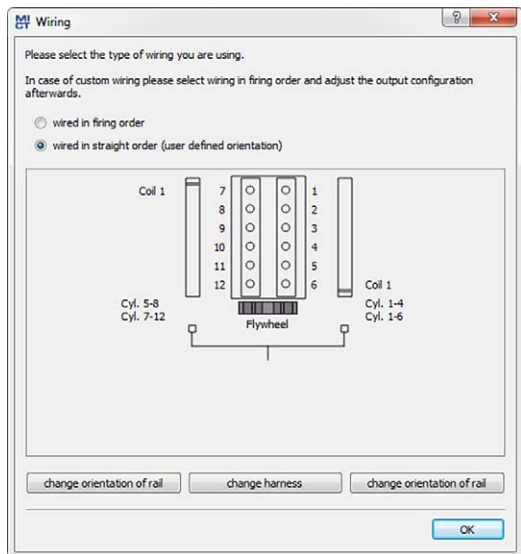 MICT Wiring
Please select the type of wiring you are using.
In case of custom wiring please select wiring in firing order and adjust the output configuration
afterwards.
wired in firing order
wired in straight order (user defined orientation)
Coil 1 7 1
8 2
9 3
10 4
11 5
12 6 Coil 1
Cyl. 5-8 Cyl. 1-4
Cyl. 7-12 Cyl. 1-6
Flywheel
change orientation of rail change harness change orientation of rail
OK